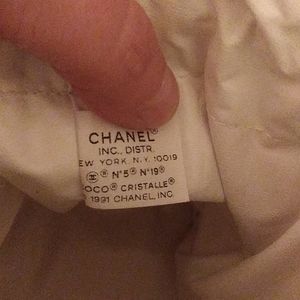 CHANEL®
INC., DISTR.
EW YORK, N.Y. 10019
N°5® N°19®
OCO® CRISTALLE®
1991 CHANEL, INC.